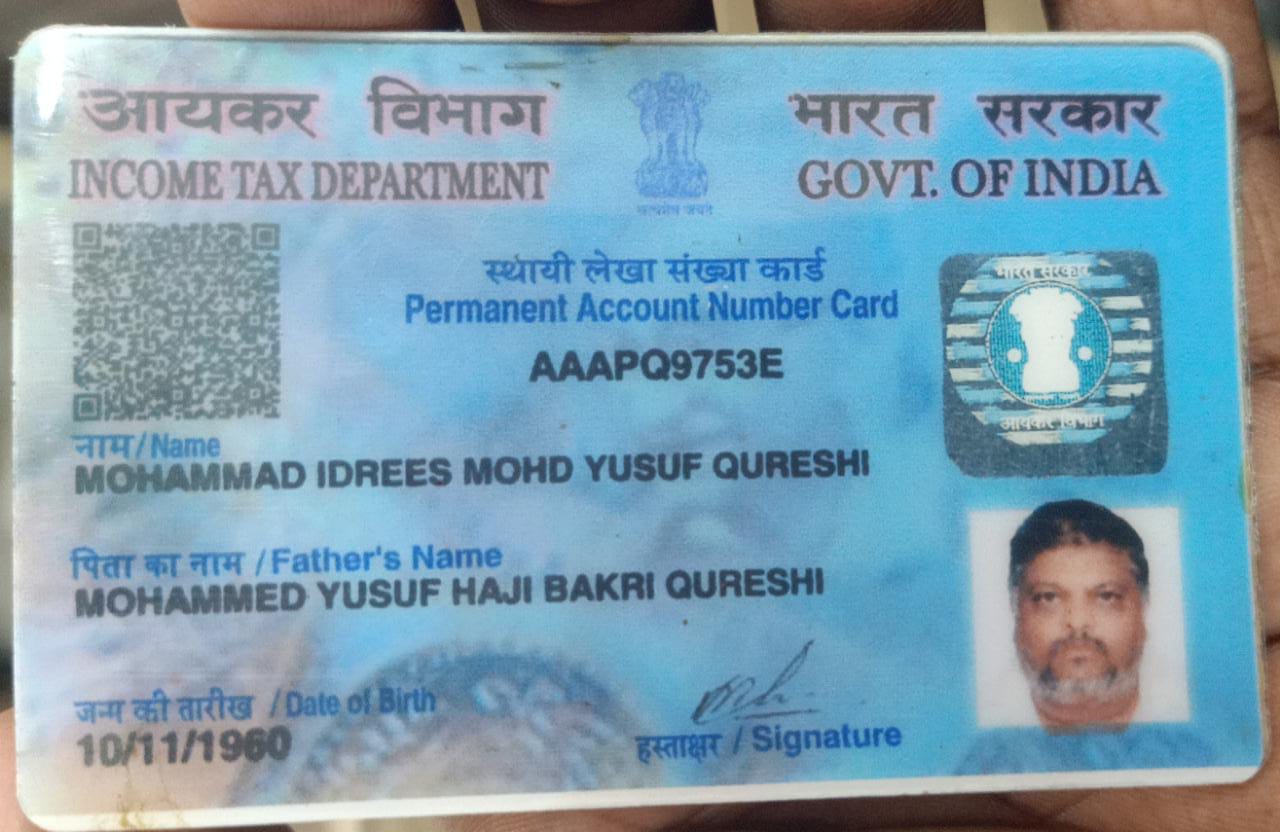 आयकर विभाग
INCOME TAX DEPARTMENT
भारत सरकार
GOVT. OF INDIA
सत्यमेव जयते
स्थायी लेखा संख्या कार्ड
Permanent Account Number Card
AAAPQ9753E
भारत सरकार
आयकर विभाग
नाम/Name
MOHAMMAD IDREES MOHD YUSUF QURESHI
पिता का नाम /Father's Name
MOHAMMED YUSUF HAJI BAKRI QURESHI
जन्म की तारीख /Date of Birth
10/11/1960
हस्ताक्षर / Signature